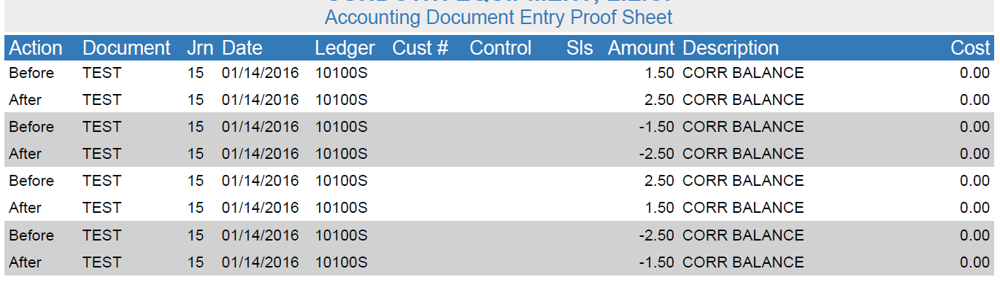 Accounting Document Entry Proof Sheet
Action Document Jrn Date Ledger Cust # Control Sls Amount Description Cost
Before TEST 15 01/14/2016 10100S 1.50 CORR BALANCE 0.00
After TEST 15 01/14/2016 10100S 2.50 CORR BALANCE 0.00
Before TEST 15 01/14/2016 10100S -1.50 CORR BALANCE 0.00
After TEST 15 01/14/2016 10100S -2.50 CORR BALANCE 0.00
Before TEST 15 01/14/2016 10100S 2.50 CORR BALANCE 0.00
After TEST 15 01/14/2016 10100S 1.50 CORR BALANCE 0.00
Before TEST 15 01/14/2016 10100S -2.50 CORR BALANCE 0.00
After TEST 15 01/14/2016 10100S -1.50 CORR BALANCE 0.00